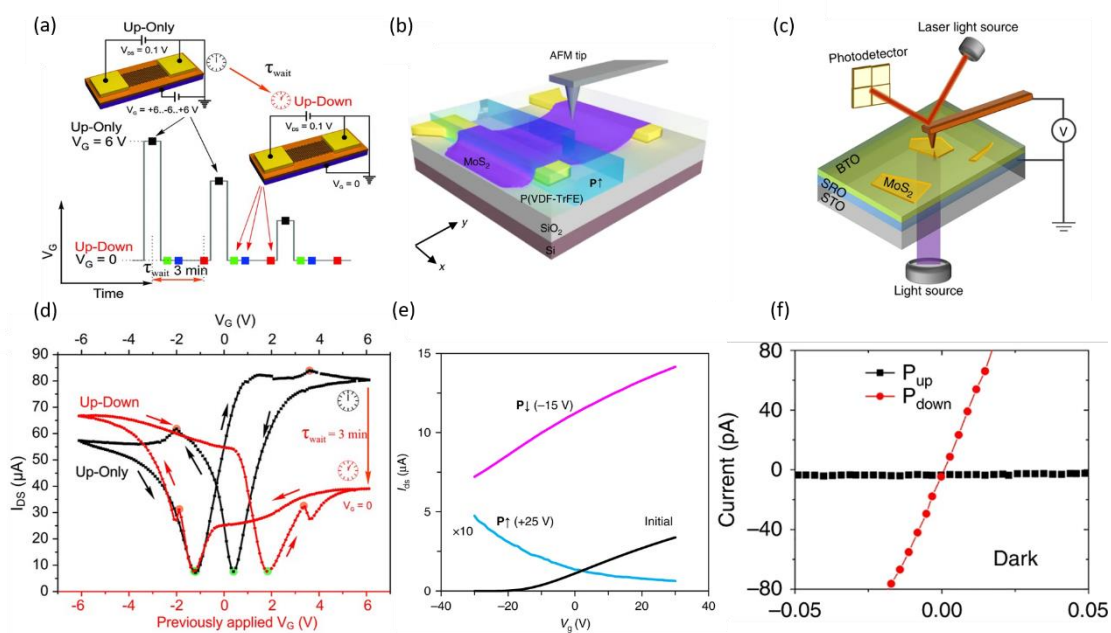 (a)
Up-Only
V_DS = 0.1 V
τ_wait
V_G = +6..-6..+6 V
Up-Down
V_DS = 0.1 V
Up-Only
V_G = 6 V
V_G = 0
V_G
Up-Down
V_G = 0
τ_wait 3 min
Time
(b)
AFM tip
MoS₂
P↑
P(VDF-TrFE)
SiO₂
Si
y
x
(c)
Laser light source
Photodetector
V
BTO
SRO
STO
MoS₂
Light source
(d)
V_G (V)
-6 -4 -2 0 2 4 6
90
80
70
60
50
40
30
20
10
0
I_DS (μA)
Up-Down
Up-Only
τ_wait = 3 min
V_G = 0
-6 -4 -2 0 2 4 6
Previously applied V_G (V)
(e)
15
10
5
0
I_ds (μA)
P↓ (−15 V)
P↑ (+25 V)
×10
Initial
−40 −20 0 20 40
V_g (V)
(f)
80
40
0
−40
−80
Current (pA)
P_up
P_down
Dark
−0.05 0.00 0.05